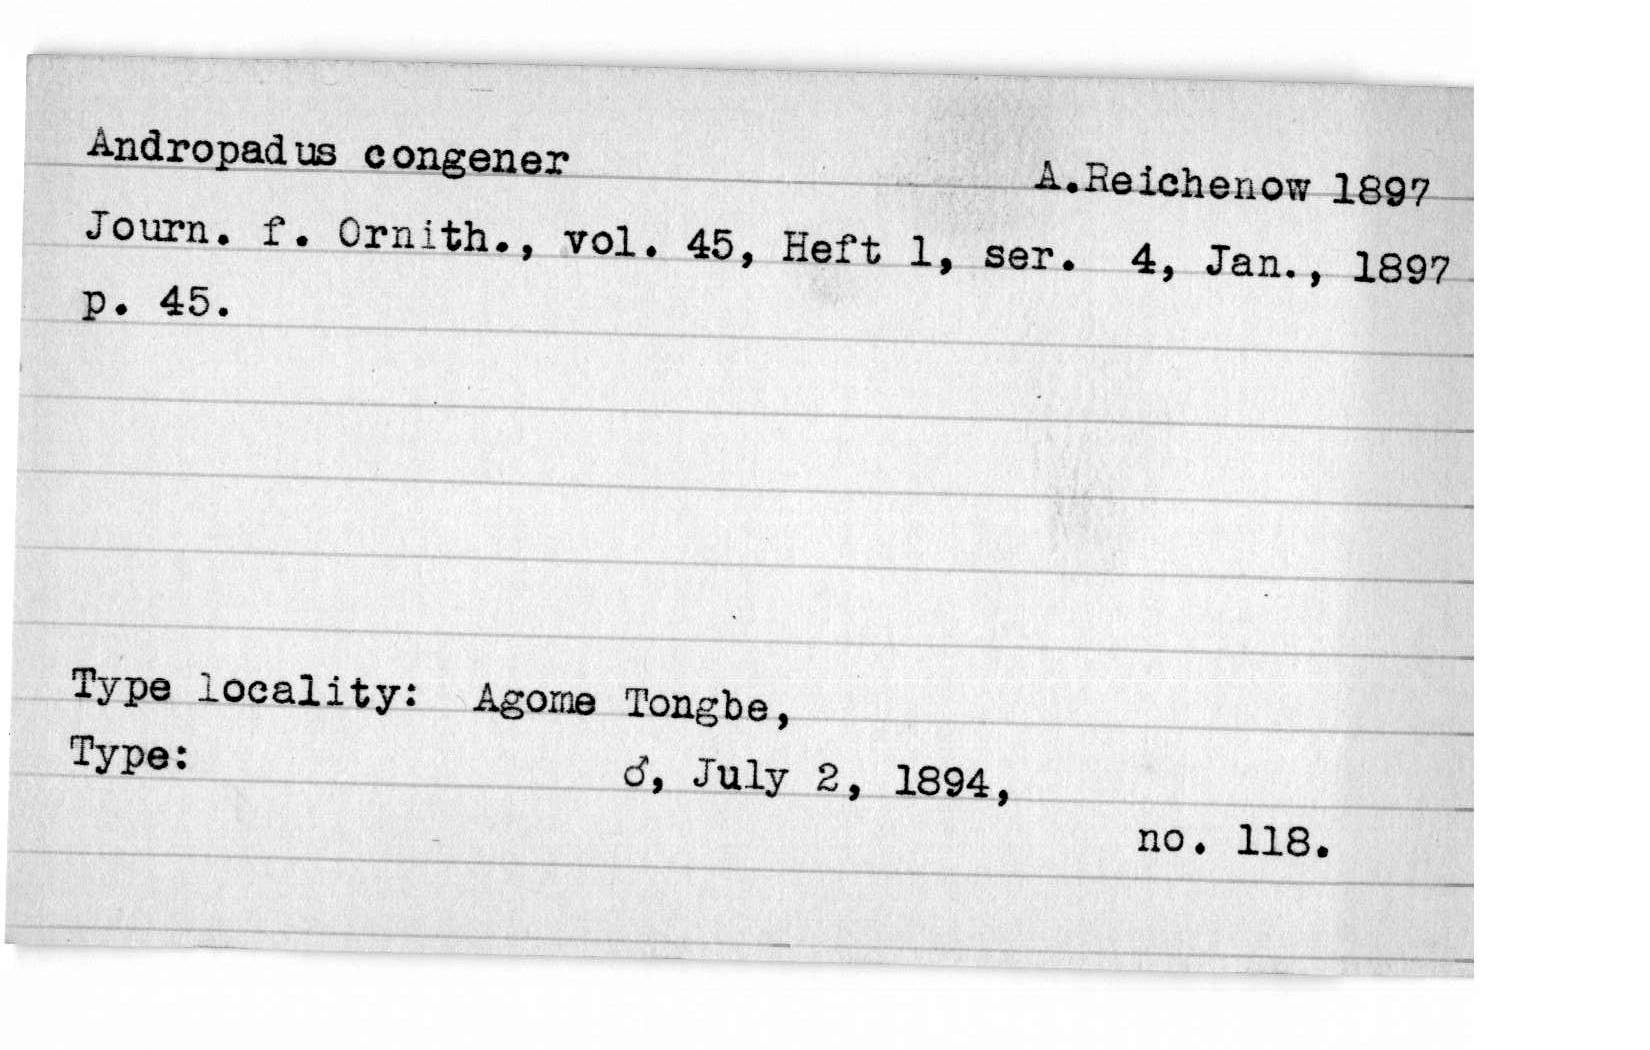 Andropadus congener A.Reichenow 1897
Journ. f. Ornith., vol. 45, Heft 1, ser. 4, Jan., 1897
p. 45.
Type locality: Agome Tongbe,
Type: ♂, July 2, 1894,
no. 118.